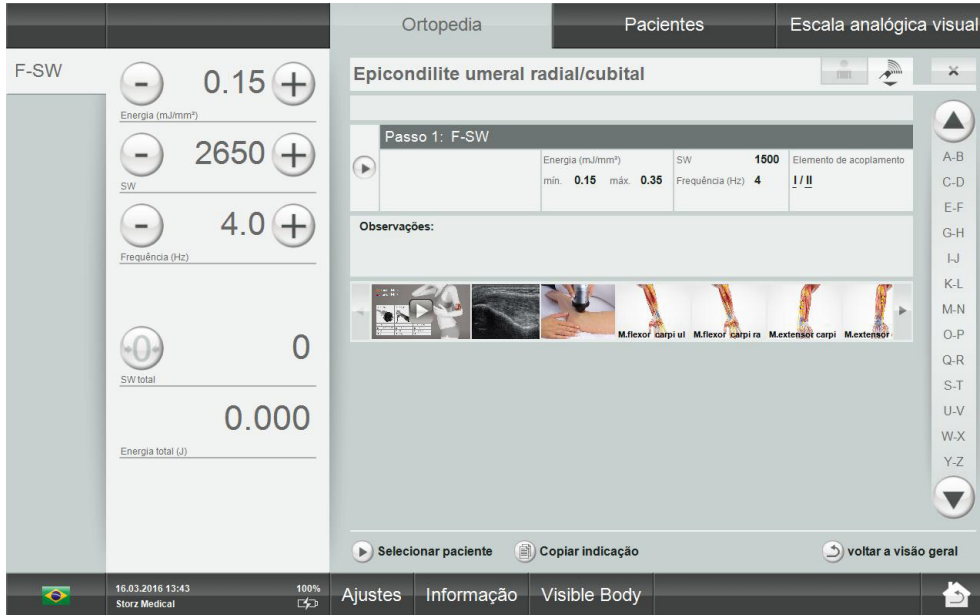 Ortopedia
Pacientes
Escala analógica visual
F-SW
- 0.15 +
Energia (mJ/mm²)
- 2650 +
SW
- 4.0 +
Frequência (Hz)
0
SW total
0.000
Energia total (J)
Epicondilite umeral radial/cubital
Passo 1: F-SW
Energia (mJ/mm²)
mín. 0.15 máx. 0.35
SW 1500
Frequência (Hz) 4
Elemento de acoplamento
I / II
Observações:
M.flexor carpi ul
M.flexor carpi ra
M.extensor carpi
M.extensor
A-B
C-D
E-F
G-H
I-J
K-L
M-N
O-P
Q-R
S-T
U-V
W-X
Y-Z
Selecionar paciente
Copiar indicação
voltar a visão geral
16.03.2016 13:43
Storz Medical
100%
Ajustes
Informação
Visible Body